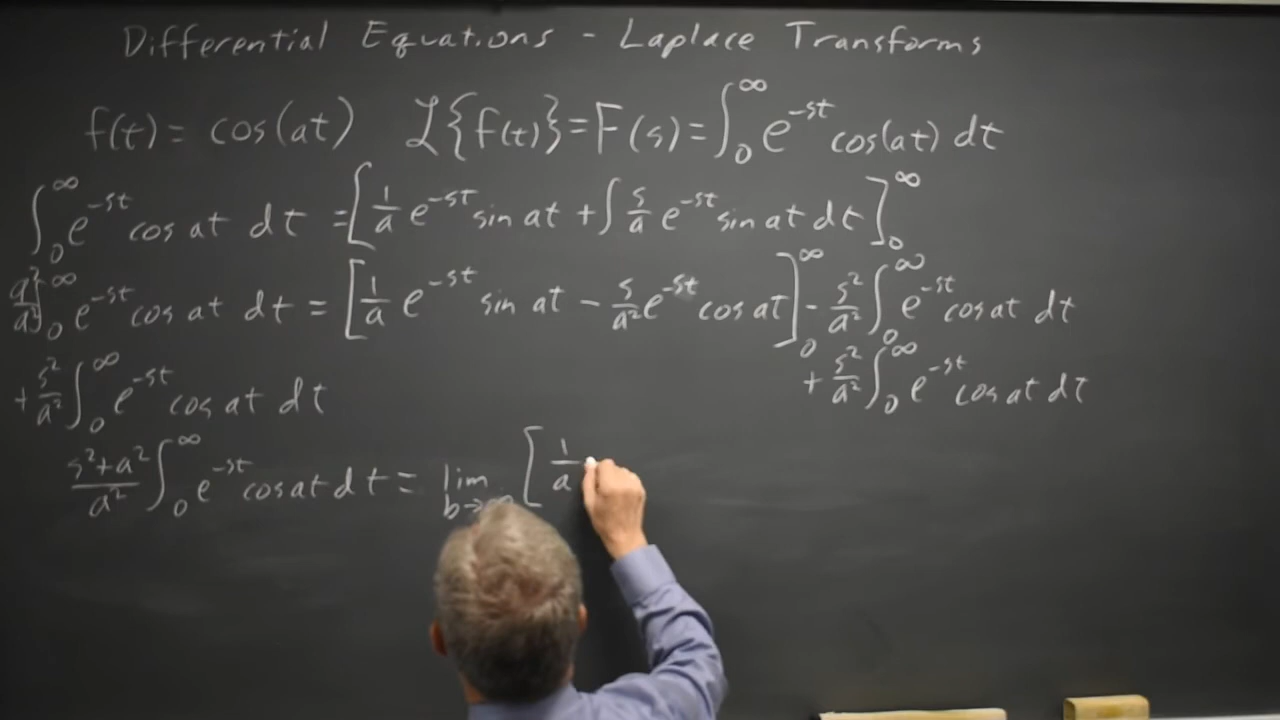 Differential Equations - Laplace Transforms
f(t) = cos(at) ℒ{f(t)} = F(s) = ∫₀^∞ e^{-st} cos(at) dt
∫₀^∞ e^{-st} cos at dt = [1/a e^{-st} sin at + ∫ s/a e^{-st} sin at dt]₀^∞
a²/a² ∫₀^∞ e^{-st} cos at dt = [1/a e^{-st} sin at - s/a² e^{-st} cos at]₀^∞ - s²/a² ∫₀^∞ e^{-st} cos at dt
+ s²/a² ∫₀^∞ e^{-st} cos at dt + s²/a² ∫₀^∞ e^{-st} cos at dt
(s²+a²)/a² ∫₀^∞ e^{-st} cos at dt = lim b→∞ [1/a